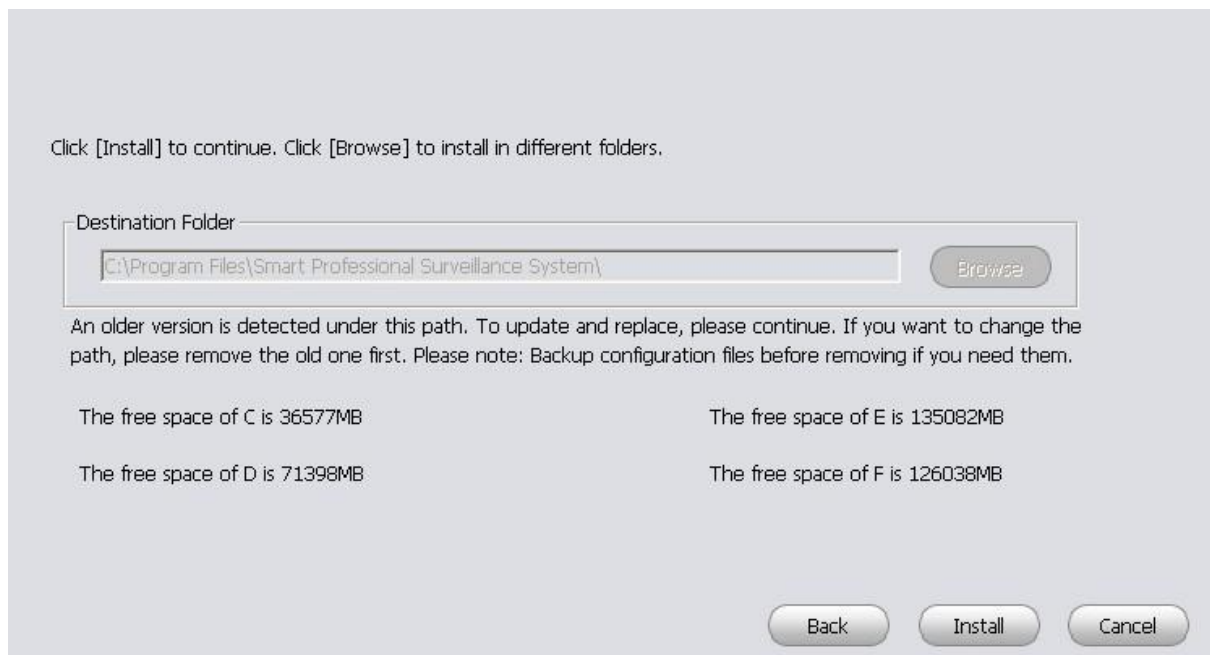 Click [Install] to continue. Click [Browse] to install in different folders.
Destination Folder
C:\Program Files\Smart Professional Surveillance System\
Browse
An older version is detected under this path. To update and replace, please continue. If you want to change the
path, please remove the old one first. Please note: Backup configuration files before removing if you need them.
The free space of C is 36577MB
The free space of E is 135082MB
The free space of D is 71398MB
The free space of F is 126038MB
Back
Install
Cancel